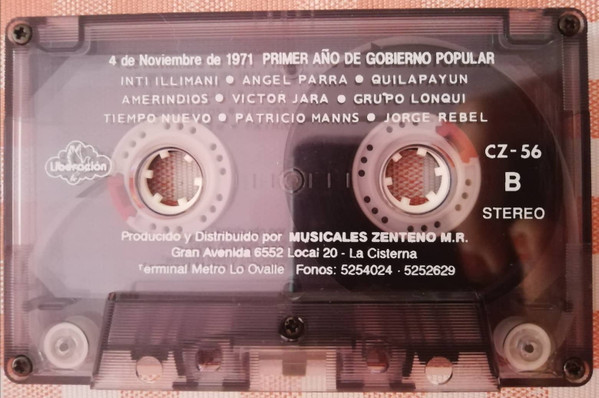 4 de Noviembre de 1971 PRIMER AÑO DE GOBIERNO POPULAR
INTI ILLIMANI ● ANGEL PARRA ● QUILAPAYUN
AMERINDIOS ● VICTOR JARA ● GRUPO LONQUI
TIEMPO NUEVO ● PATRICIO MANNS ● JORGE REBEL
Liberación
CZ-56
B
STEREO
Producido y Distribuido por MUSICALES ZENTENO M.R.
Gran Avenida 6552 Local 20 - La Cisterna
Terminal Metro Lo Ovalle Fonos: 5254024 - 5252629